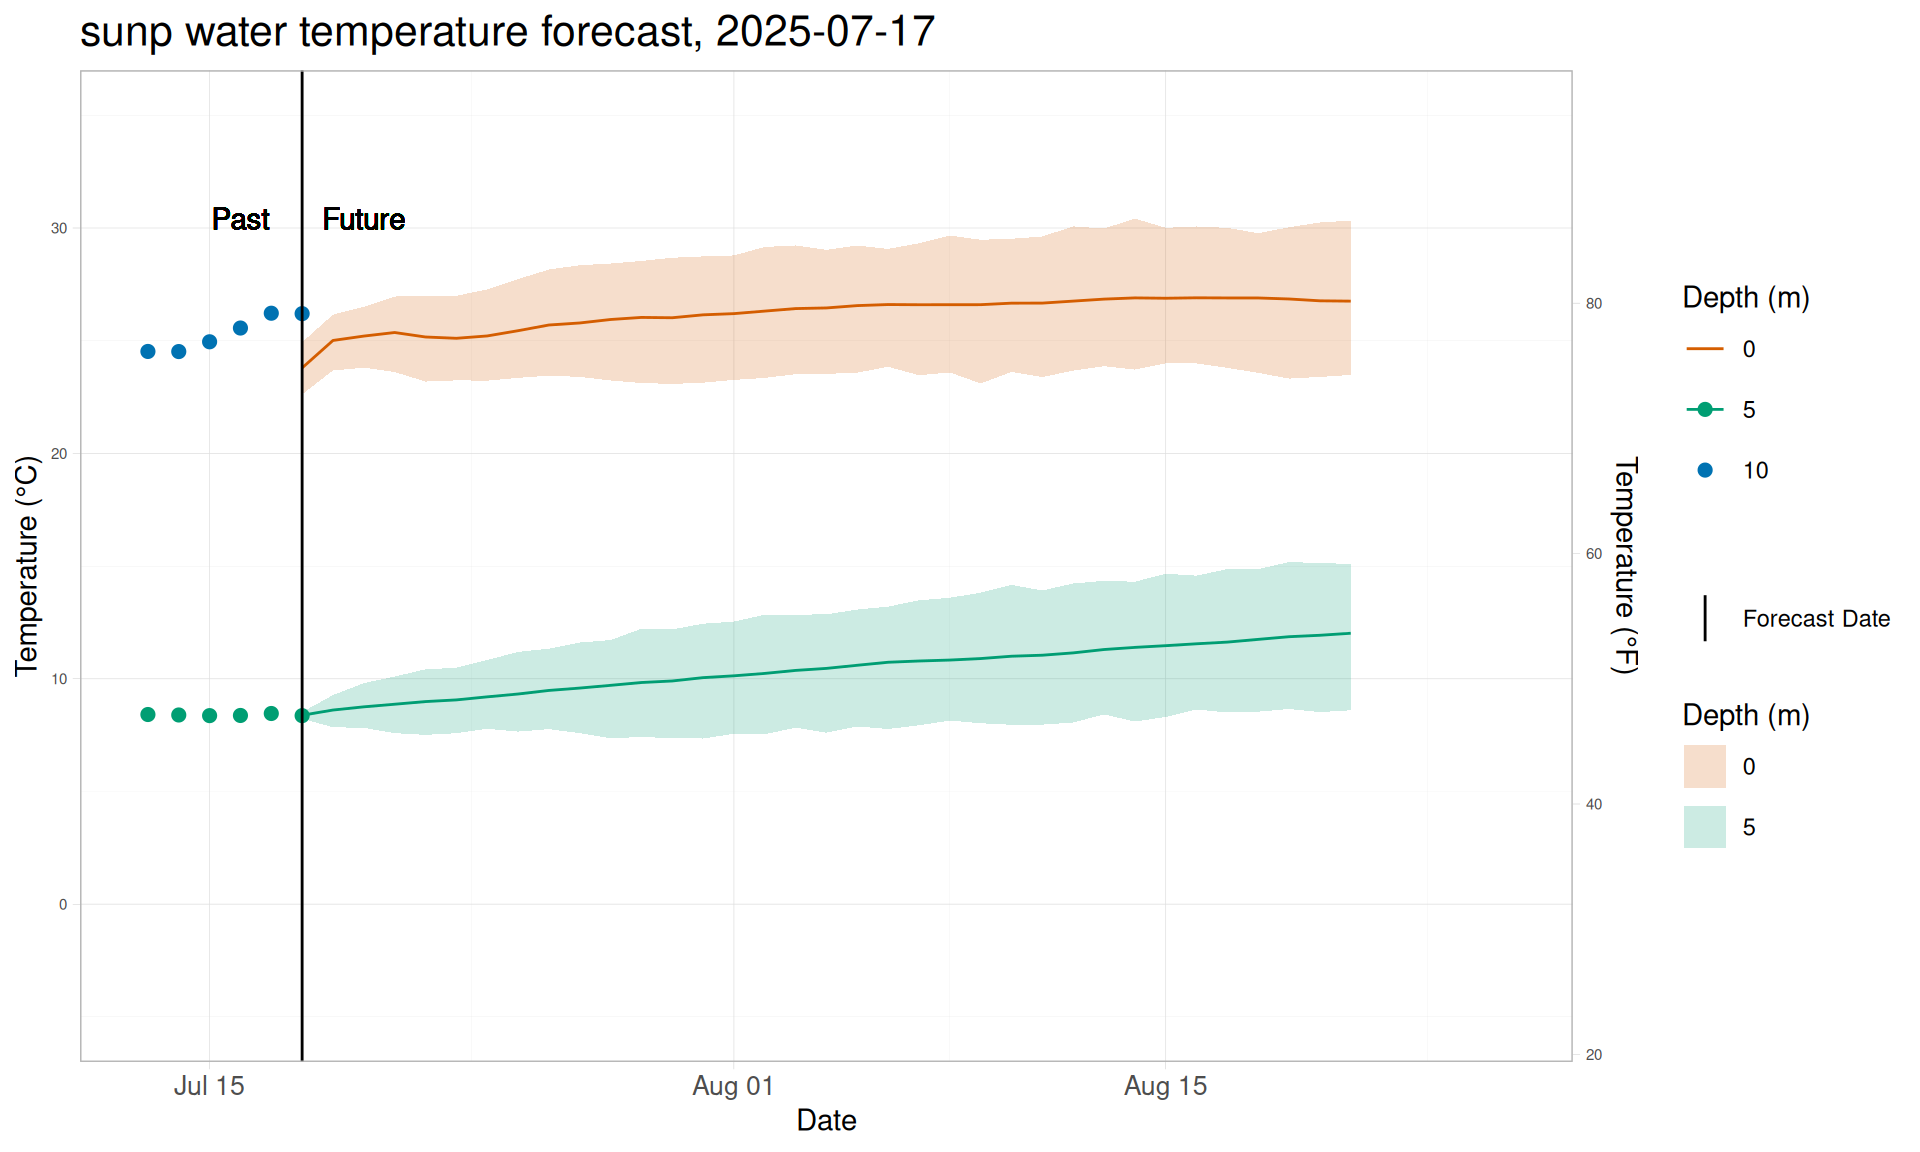 sunp water temperature forecast, 2025-07-17
Past
Future
30
20
10
0
80
60
40
20
Temperature (°C)
Temperature (°F)
Jul 15
Aug 01
Aug 15
Date
Depth (m)
0
5
10
Forecast Date
Depth (m)
0
5